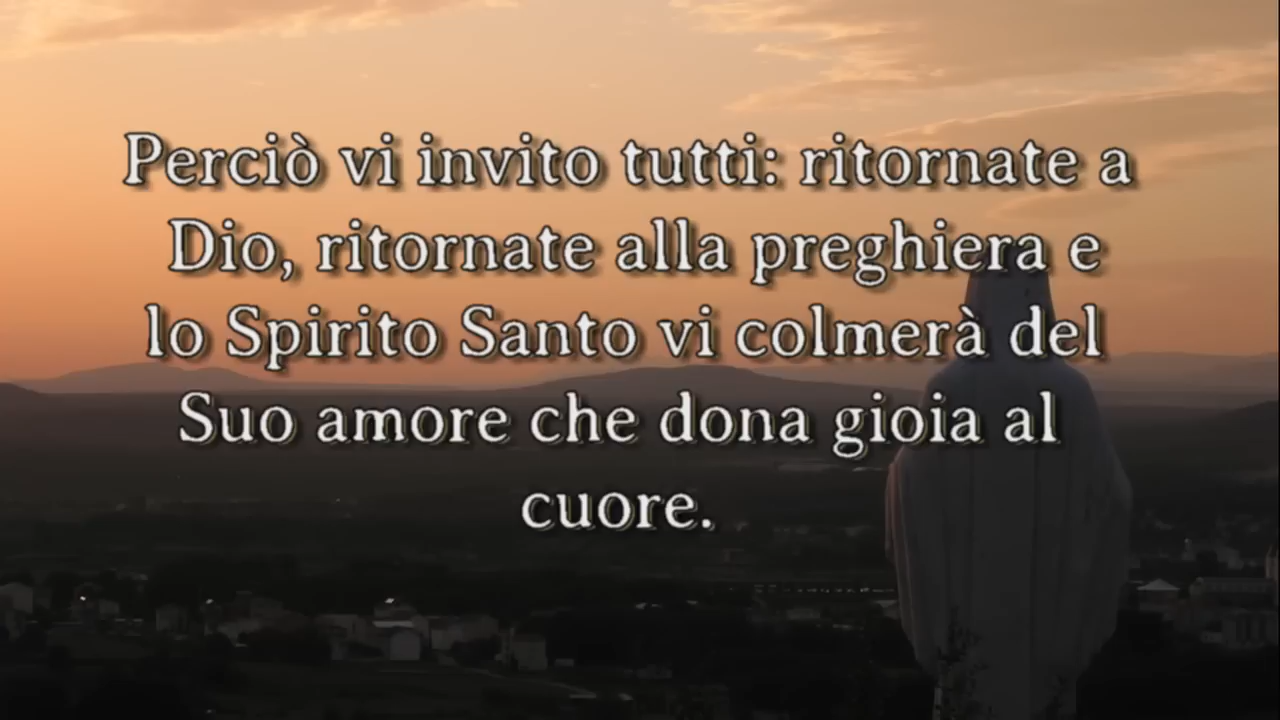 Perciò vi invito tutti: ritornate a
Dio, ritornate alla preghiera e
lo Spirito Santo vi colmerà del
Suo amore che dona gioia al
cuore.